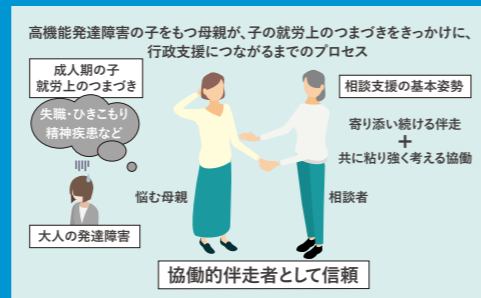 高機能発達障害の子をもつ母親が、子の就労上のつまづきをきっかけに、
行政支援につながるまでのプロセス
成人期の子
就労上のつまづき
失職・ひきこもり
精神疾患など
大人の発達障害
悩む母親
相談者
相談支援の基本姿勢
寄り添い続ける伴走
+
共に粘り強く考える協働
協働的伴走者として信頼